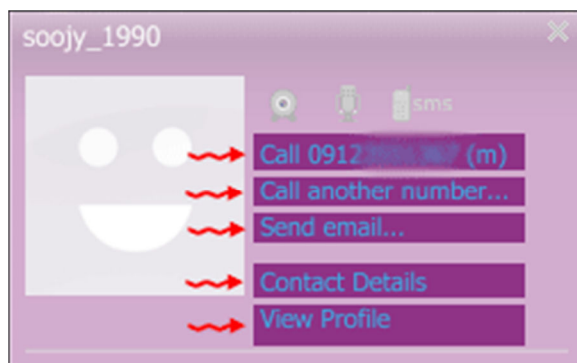 soojy_1990
sms
Call 0912 (m)
Call another number...
Send email...
Contact Details
View Profile